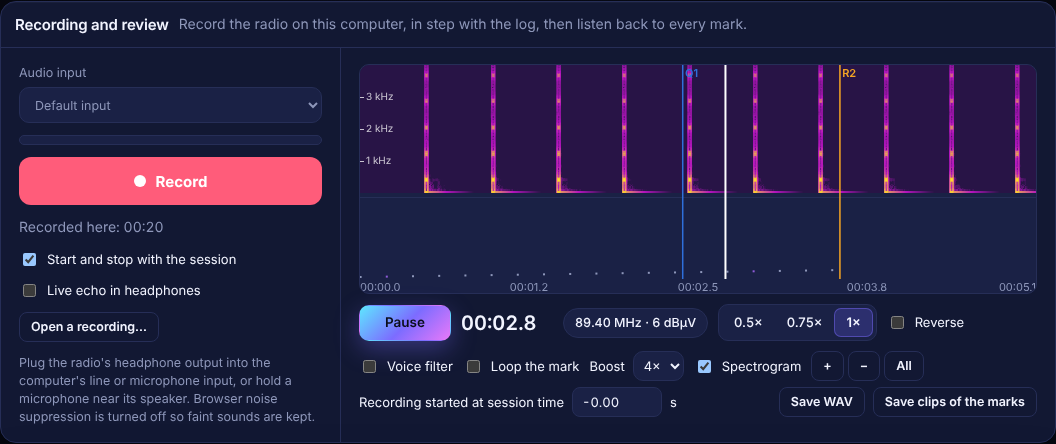 Recording and review Record the radio on this computer, in step with the log, then listen back to every mark.
Audio input
Default input
Record
Recorded here: 00:20
Start and stop with the session
Live echo in headphones
Open a recording...
Plug the radio's headphone output into the
computer's line or microphone input, or hold a
microphone near its speaker. Browser noise
suppression is turned off so faint sounds are kept.
R2
3 kHz
2 kHz
1 kHz
00:00.0 00:01.2 00:02.5 00:03.8 00:05.1
Pause 00:02.8 89.40 MHz · 6 dBµV 0.5× 0.75× 1× Reverse
Voice filter Loop the mark Boost 4× Spectrogram + − All
Recording started at session time -0.00 s Save WAV Save clips of the marks